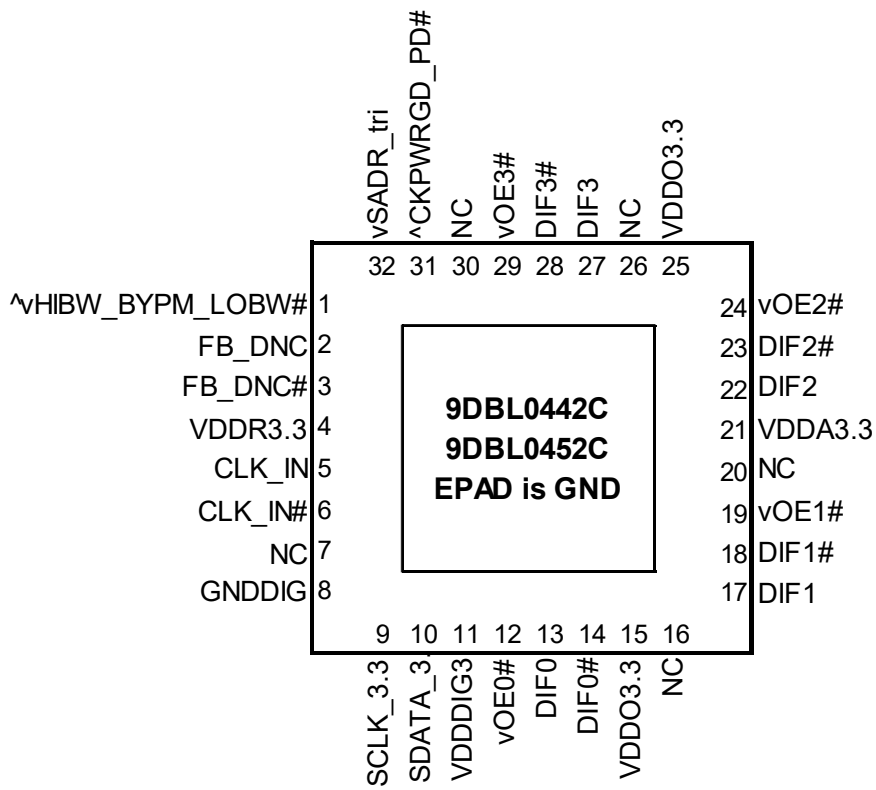 vSADR_tri
^CKPWRGD_PD#
NC
vOE3#
DIF3#
DIF3
NC
VDDO3.3
32 31 30 29 28 27 26 25
^vHIBW_BYPM_LOBW# 1
FB_DNC 2
FB_DNC# 3
VDDR3.3 4
CLK_IN 5
CLK_IN# 6
NC 7
GNDDIG 8
9DBL0442C
9DBL0452C
EPAD is GND
24 vOE2#
23 DIF2#
22 DIF2
21 VDDA3.3
20 NC
19 vOE1#
18 DIF1#
17 DIF1
9 10 11 12 13 14 15 16
SCLK_3.3
SDATA_3.
VDDDIG3
vOE0#
DIF0
DIF0#
VDDO3.3
NC